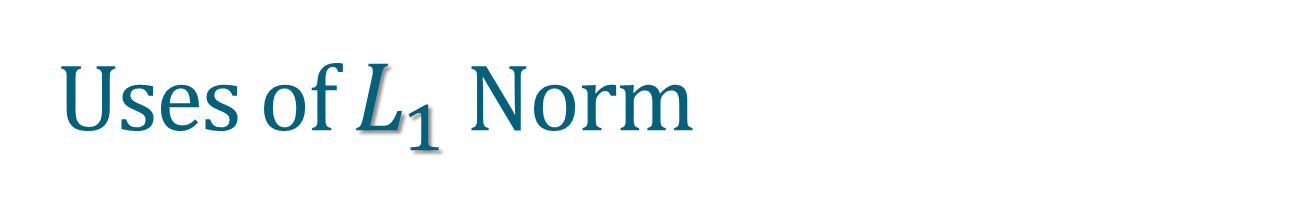 Uses of L₁ Norm